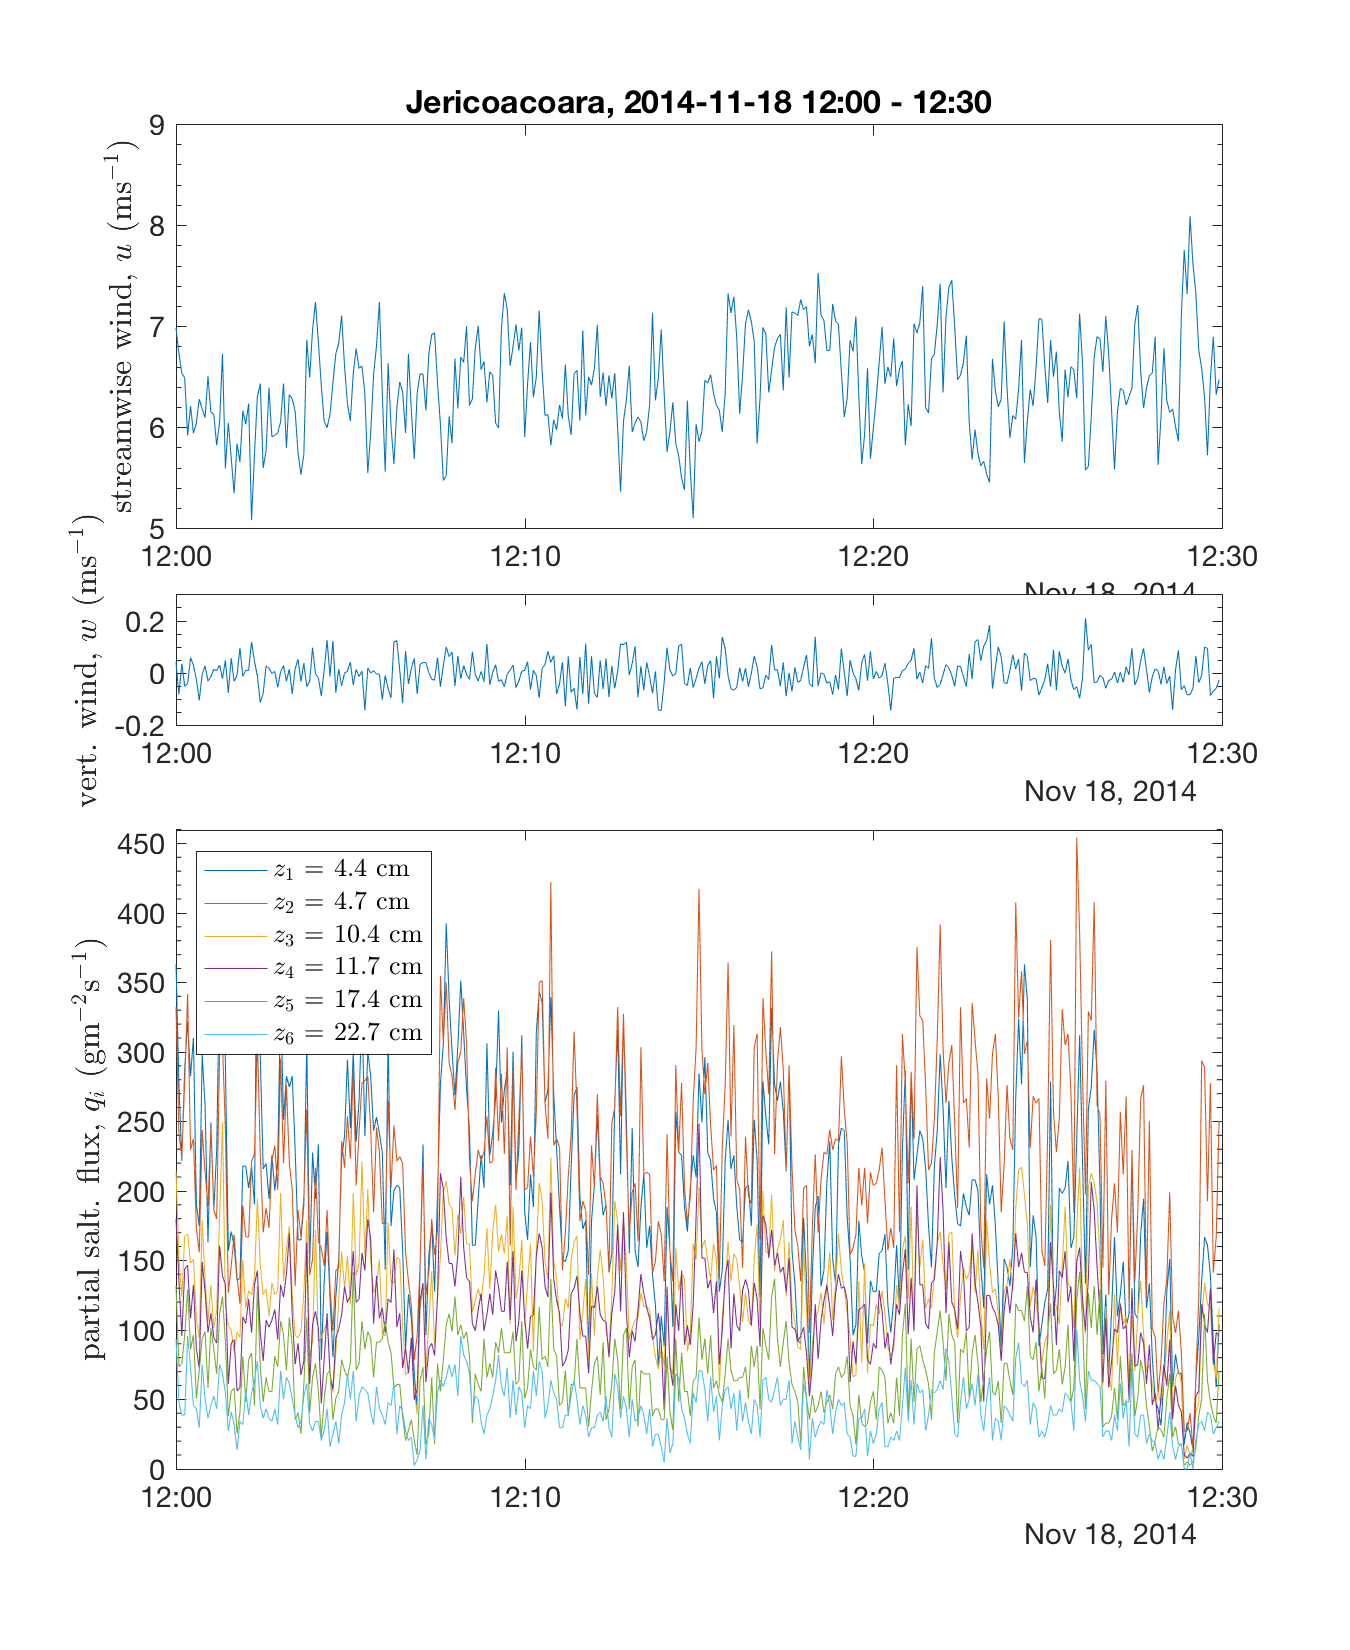 Jericoacoara, 2014-11-18 12:00 - 12:30
streamwise wind, u (ms⁻¹)
9
8
7
6
5
12:00 12:10 12:20 12:30
Nov 18, 2014
vert. wind, w (ms⁻¹)
0.2
0
-0.2
12:00 12:10 12:20 12:30
Nov 18, 2014
partial salt. flux, qᵢ (gm⁻²s⁻¹)
450
400
350
300
250
200
150
100
50
0
z₁ = 4.4 cm
z₂ = 4.7 cm
z₃ = 10.4 cm
z₄ = 11.7 cm
z₅ = 17.4 cm
z₆ = 22.7 cm
12:00 12:10 12:20 12:30
Nov 18, 2014